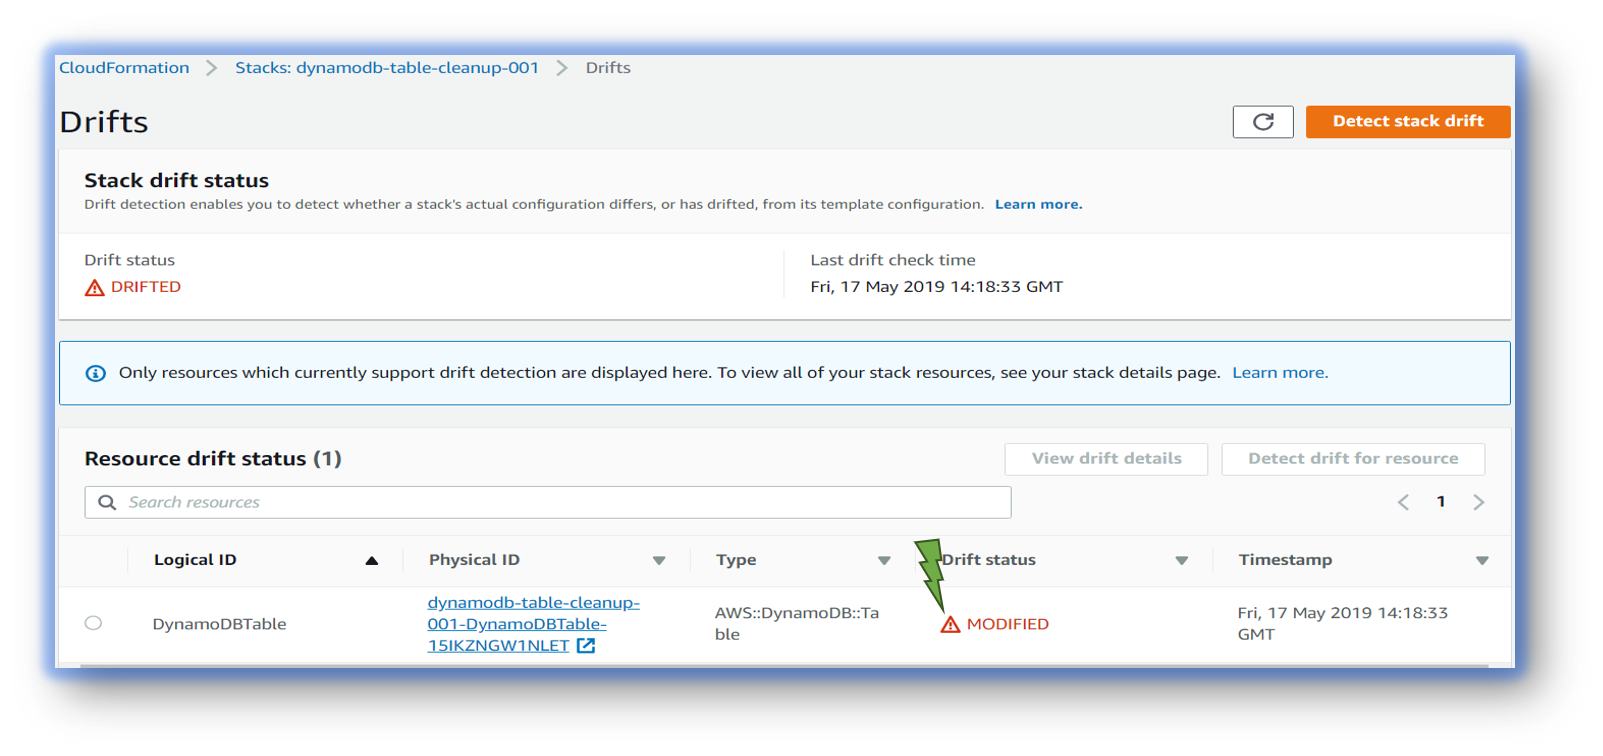 CloudFormation > Stacks: dynamodb-table-cleanup-001 > Drifts
Drifts
Detect stack drift
Stack drift status
Drift detection enables you to detect whether a stack's actual configuration differs, or has drifted, from its template configuration. Learn more.
Drift status
DRIFTED
Last drift check time
Fri, 17 May 2019 14:18:33 GMT
Only resources which currently support drift detection are displayed here. To view all of your stack resources, see your stack details page. Learn more.
Resource drift status (1)
View drift details
Detect drift for resource
Search resources
1
Logical ID
Physical ID
Type
Drift status
Timestamp
DynamoDBTable
dynamodb-table-cleanup-
001-DynamoDBTable-
15IKZNGW1NLET
AWS::DynamoDB::Ta
ble
MODIFIED
Fri, 17 May 2019 14:18:33
GMT